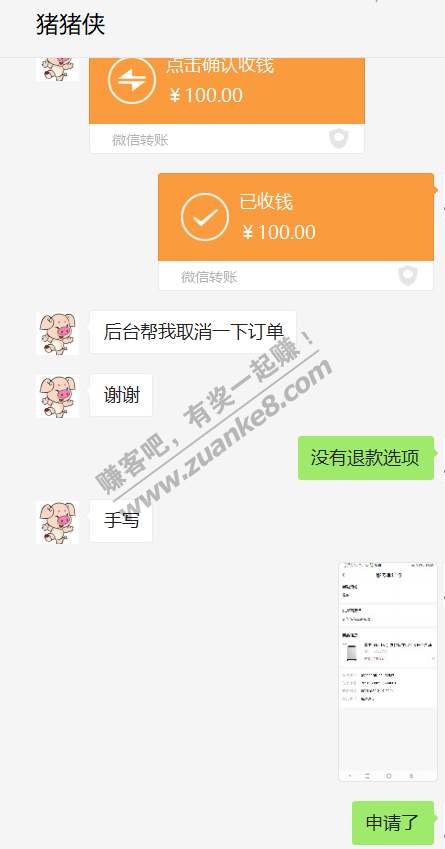 猪猪侠
点击确认收钱
￥100.00
微信转账
已收钱
￥100.00
微信转账
后台帮我取消一下订单
谢谢
赚客吧，有奖一起赚！
www.zuanke8.com
没有退款选项
手写
申请了